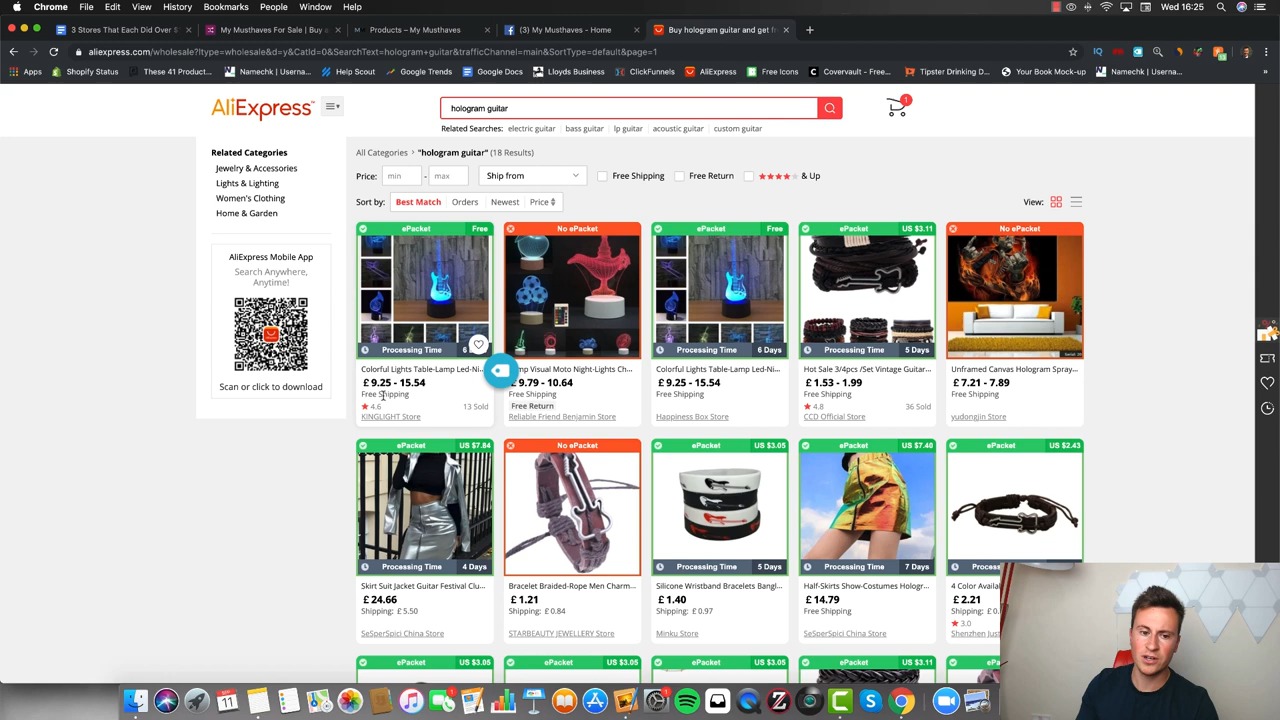 Chrome File Edit View History Bookmarks People Window Help
Wed 11 Mar 16:26
3 Stores That Each Did Over $
My Musthaves For Sale | Buy a
Products – My Musthaves
(3) My Musthaves - Home
Buy hologram guitar and get fr
aliexpress.com/wholesale?ltype=wholesale&d=y&CatId=0&SearchText=hologram+guitar&trafficChannel=main&SortType=default&page=1
Apps Shopify Status These 41 Product... Namechk | Userna... Help Scout Google Trends Google Docs Lloyds Business ClickFunnels AliExpress Free Icons Covervault - Free... Tipster Drinking D... Your Book Mock-up Namechk | Userna... »
AliExpress
hologram guitar
1
Related Searches: electric guitar bass guitar lp guitar acoustic guitar custom guitar
Related Categories
Jewelry & Accessories
Lights & Lighting
Women's Clothing
Home & Garden
AliExpress Mobile App
Search Anywhere,
Anytime!
Scan or click to download
All Categories > "hologram guitar" (18 Results)
Price: min - max Ship from Free Shipping Free Return & Up
Sort by: Best Match Orders Newest Price View:
ePacket Free
Processing Time 6
Colorful Lights Table-Lamp Led-Ni...
£ 9.25 - 15.54
Free Shipping
4.6 13 Sold
KINGLIGHT Store
No ePacket
mp Visual Moto Night-Lights Ch...
£ 9.79 - 10.64
Free Shipping
Free Return
Reliable Friend Benjamin Store
ePacket Free
Processing Time 6 Days
Colorful Lights Table-Lamp Led-Ni...
£ 9.25 - 15.54
Free Shipping
Happiness Box Store
ePacket US $3.11
Processing Time 5 Days
Hot Sale 3/4pcs /Set Vintage Guitar...
£ 1.53 - 1.99
Free Shipping
4.8 36 Sold
CCD Official Store
No ePacket
Unframed Canvas Hologram Spray...
£ 7.21 - 7.89
Free Shipping
yudongjin Store
ePacket US $7.84
Processing Time 4 Days
Skirt Suit Jacket Guitar Festival Clu...
£ 24.66
Shipping: £ 5.50
SeSperSpici China Store
No ePacket
Bracelet Braided-Rope Men Charm...
£ 1.21
Shipping: £ 0.84
STARBEAUTY JEWELLERY Store
ePacket US $3.05
Processing Time 5 Days
Silicone Wristband Bracelets Bangl...
£ 1.40
Shipping: £ 0.97
Minku Store
ePacket US $7.40
Processing Time 7 Days
Half-Skirts Show-Costumes Hologr...
£ 14.79
Free Shipping
SeSperSpici China Store
ePacket US $2.43
Proces
4 Color Availa
£ 2.21
Shipping: £ 0.
3.0
Shenzhen Just
ePacket US $3.05
ePacket US $3.05
ePacket US $3.05
ePacket US $3.11